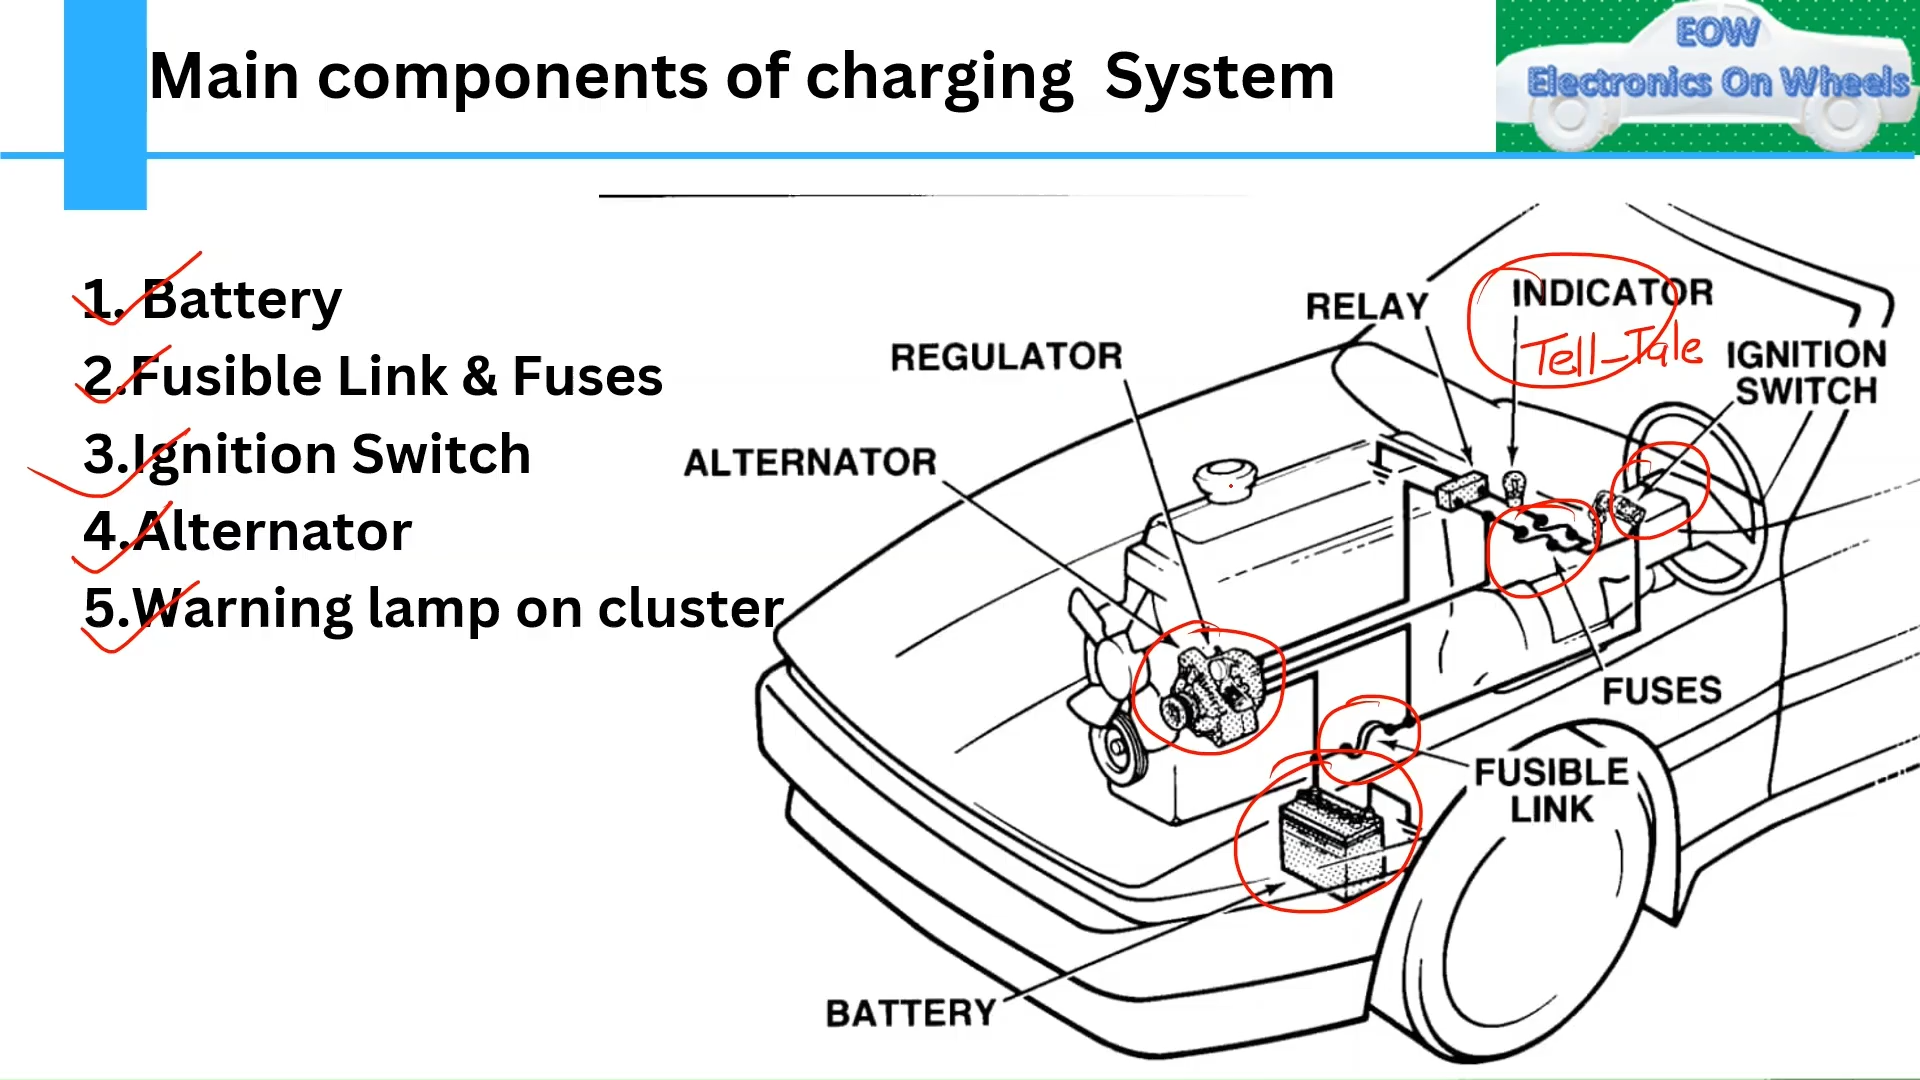 Main components of charging System
EOW
Electronics On Wheels
1. Battery
2.Fusible Link & Fuses
3.Ignition Switch
4.Alternator
5.Warning lamp on cluster
RELAY
INDICATOR
Tell-Tale
REGULATOR
IGNITION
SWITCH
ALTERNATOR
FUSES
FUSIBLE
LINK
BATTERY